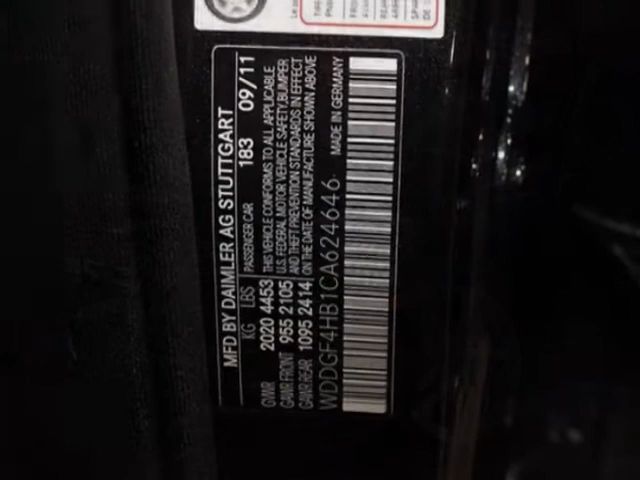 MFD BY DAIMLER AG STUTTGART
KG LBS PASSENGER CAR 183 09/11
GVWR 2020 4453 THIS VEHICLE CONFORMS TO ALL APPLICABLE
GAWR FRONT 955 2105 U.S. FEDERAL MOTOR VEHICLE SAFETY,BUMPER
GAWR REAR 1095 2414 AND THEFT PREVENTION STANDARDS IN EFFECT
ON THE DATE OF MANUFACTURE SHOWN ABOVE
WDDGF4HB1CA624646 MADE IN GERMANY